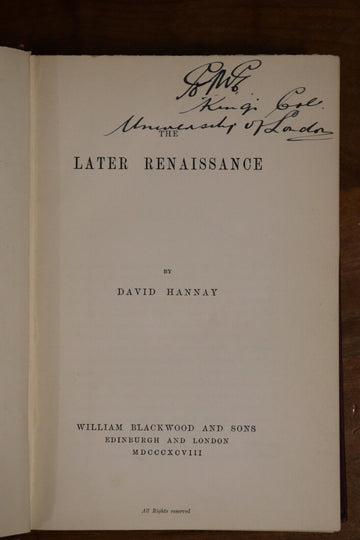 King's Col.
University of London
THE
LATER RENAISSANCE
BY
DAVID HANNAY
WILLIAM BLACKWOOD AND SONS
EDINBURGH AND LONDON
MDCCCXCVIII
All Rights reserved